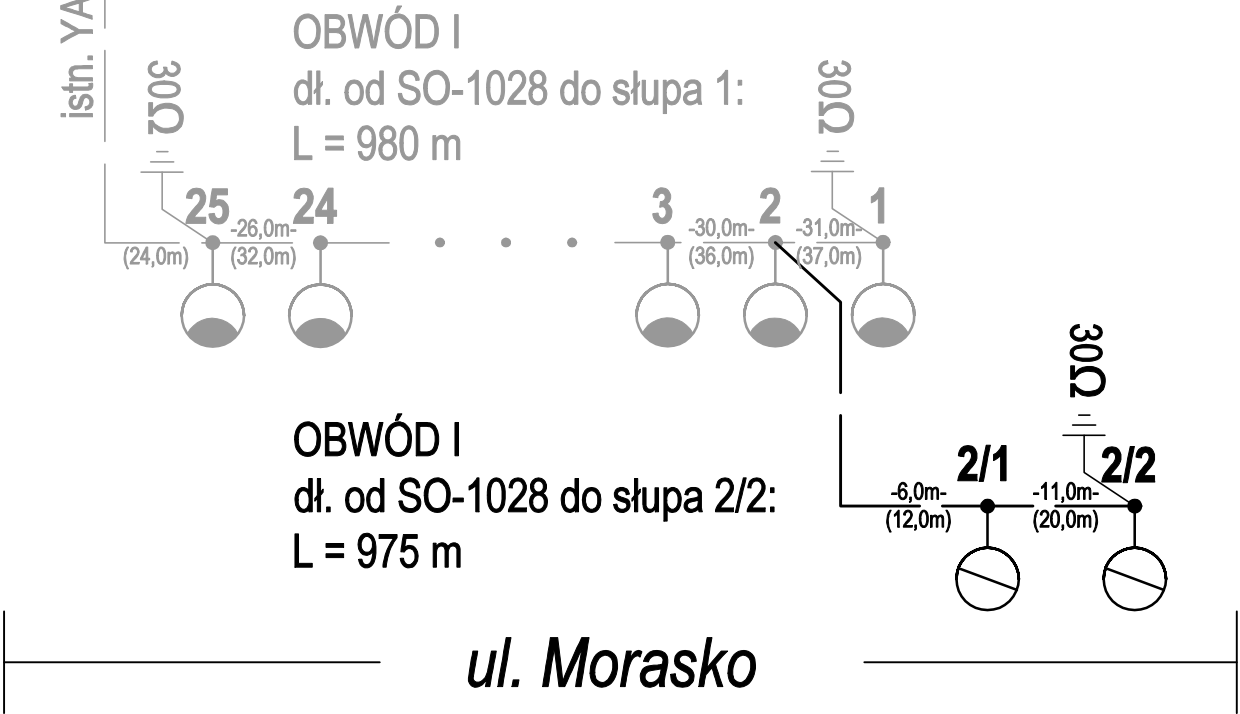 istn. YA
OBWÓD I
dł. od SO-1028 do słupa 1:
L = 980 m
30Ω
30Ω
25
24
3
2
1
-26,0m-
(24,0m)
(32,0m)
-30,0m-
(36,0m)
-31,0m-
(37,0m)
OBWÓD I
dł. od SO-1028 do słupa 2/2:
L = 975 m
30Ω
2/1
2/2
-6,0m-
(12,0m)
-11,0m-
(20,0m)
ul. Morasko